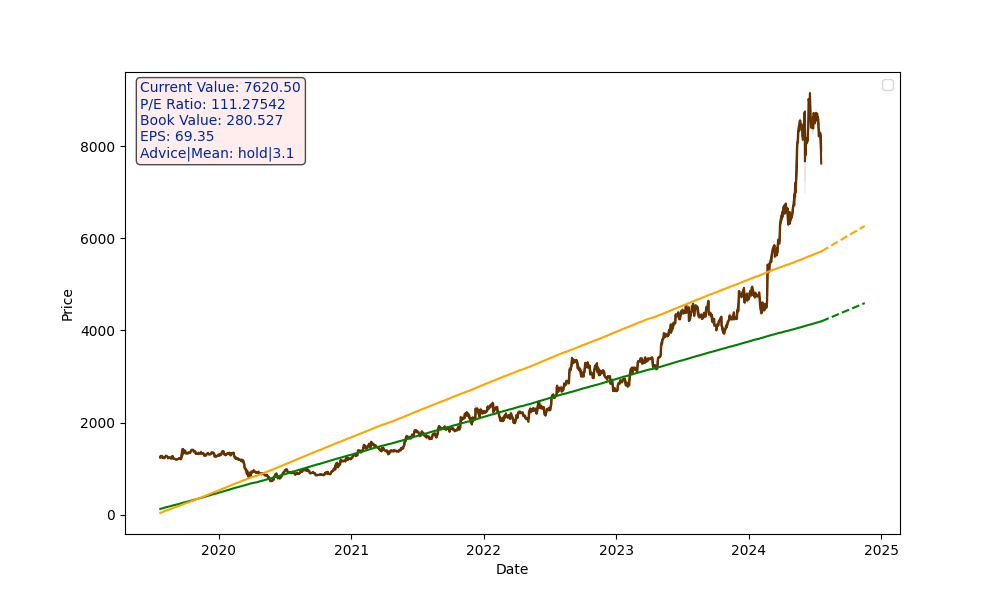 Current Value: 7620.50
P/E Ratio: 111.27542
Book Value: 280.527
EPS: 69.35
Advice|Mean: hold|3.1
8000
6000
4000
2000
0
Price
2020
2021
2022
2023
2024
2025
Date